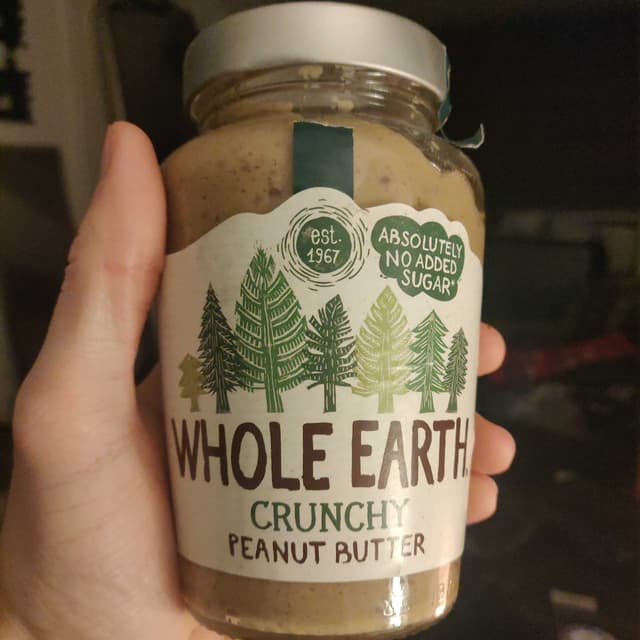 est.
1967
ABSOLUTELY
NO ADDED
SUGAR*
WHOLE EARTH®
CRUNCHY
PEANUT BUTTER